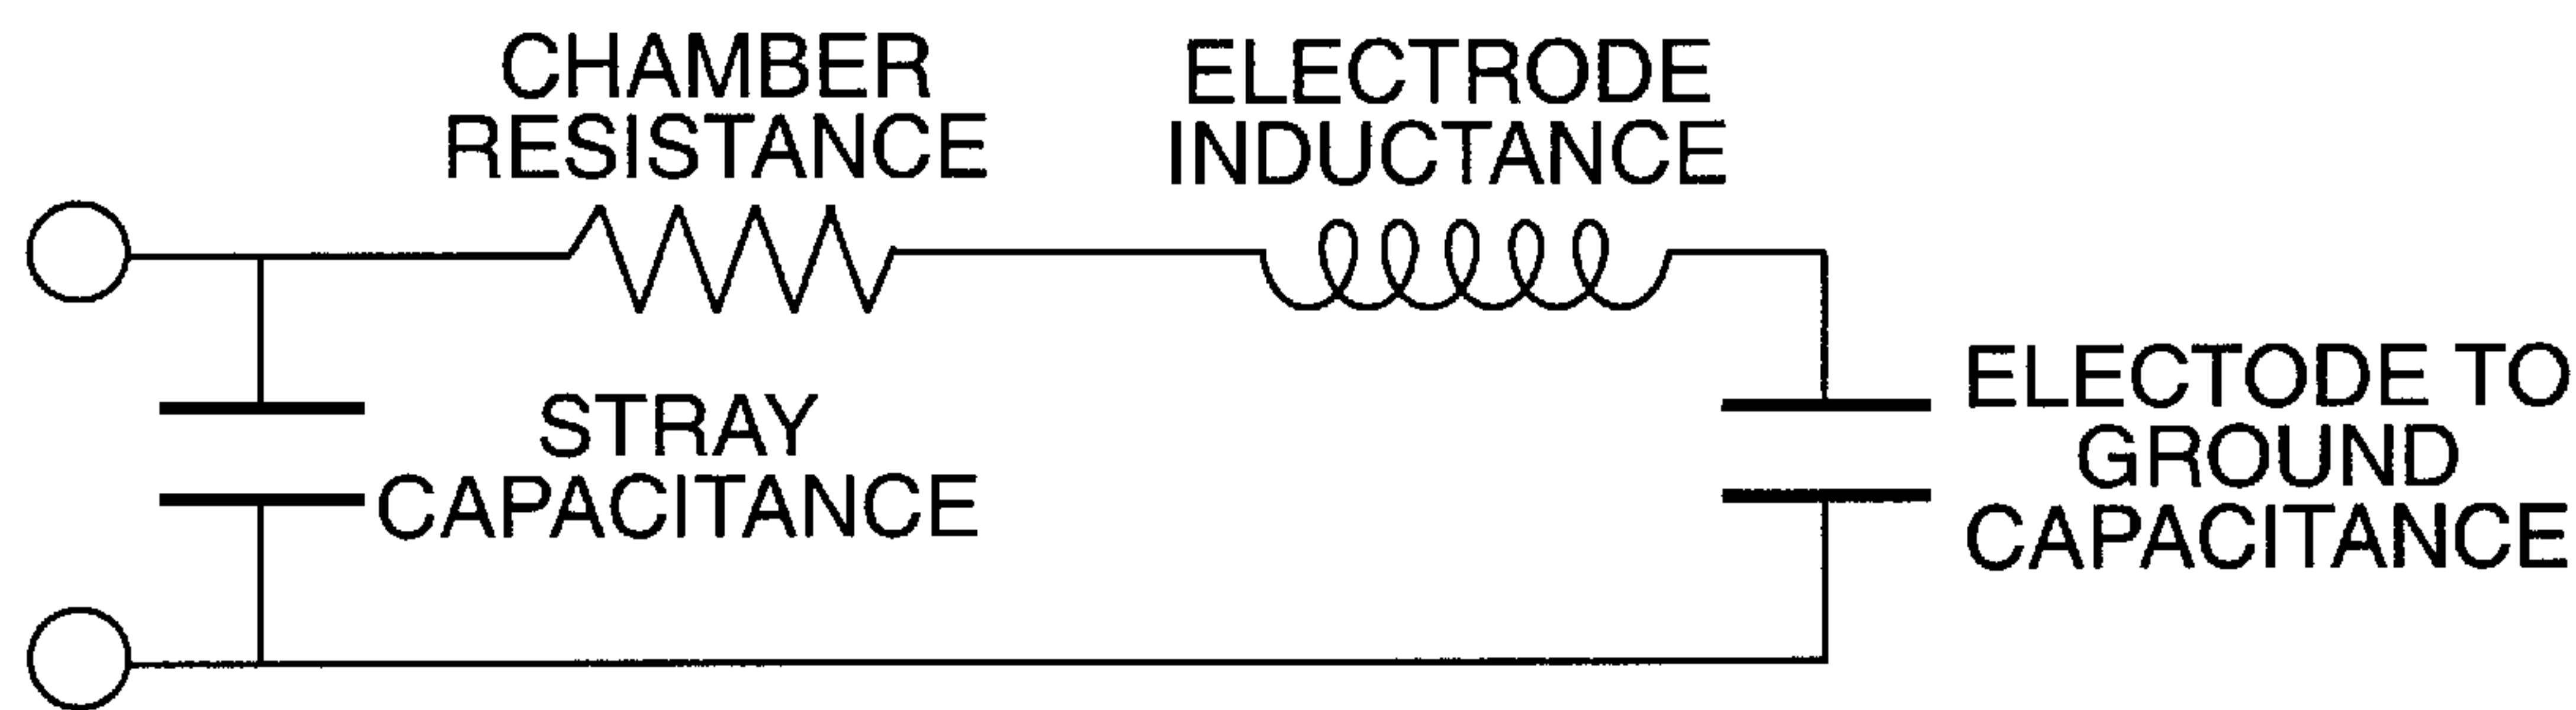 CHAMBER
RESISTANCE
ELECTRODE
INDUCTANCE
STRAY
CAPACITANCE
ELECTODE TO
GROUND
CAPACITANCE